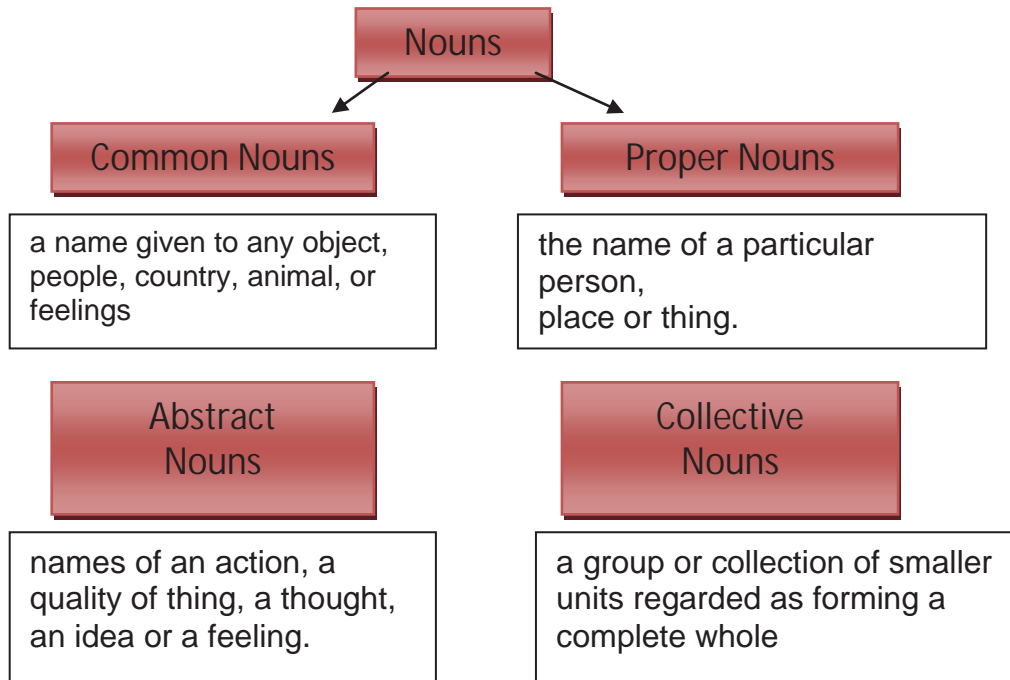 Nouns
Common Nouns
Proper Nouns
a name given to any object,
people, country, animal, or
feelings
the name of a particular
person,
place or thing.
Abstract
Nouns
Collective
Nouns
names of an action, a
quality of thing, a thought,
an idea or a feeling.
a group or collection of smaller
units regarded as forming a
complete whole